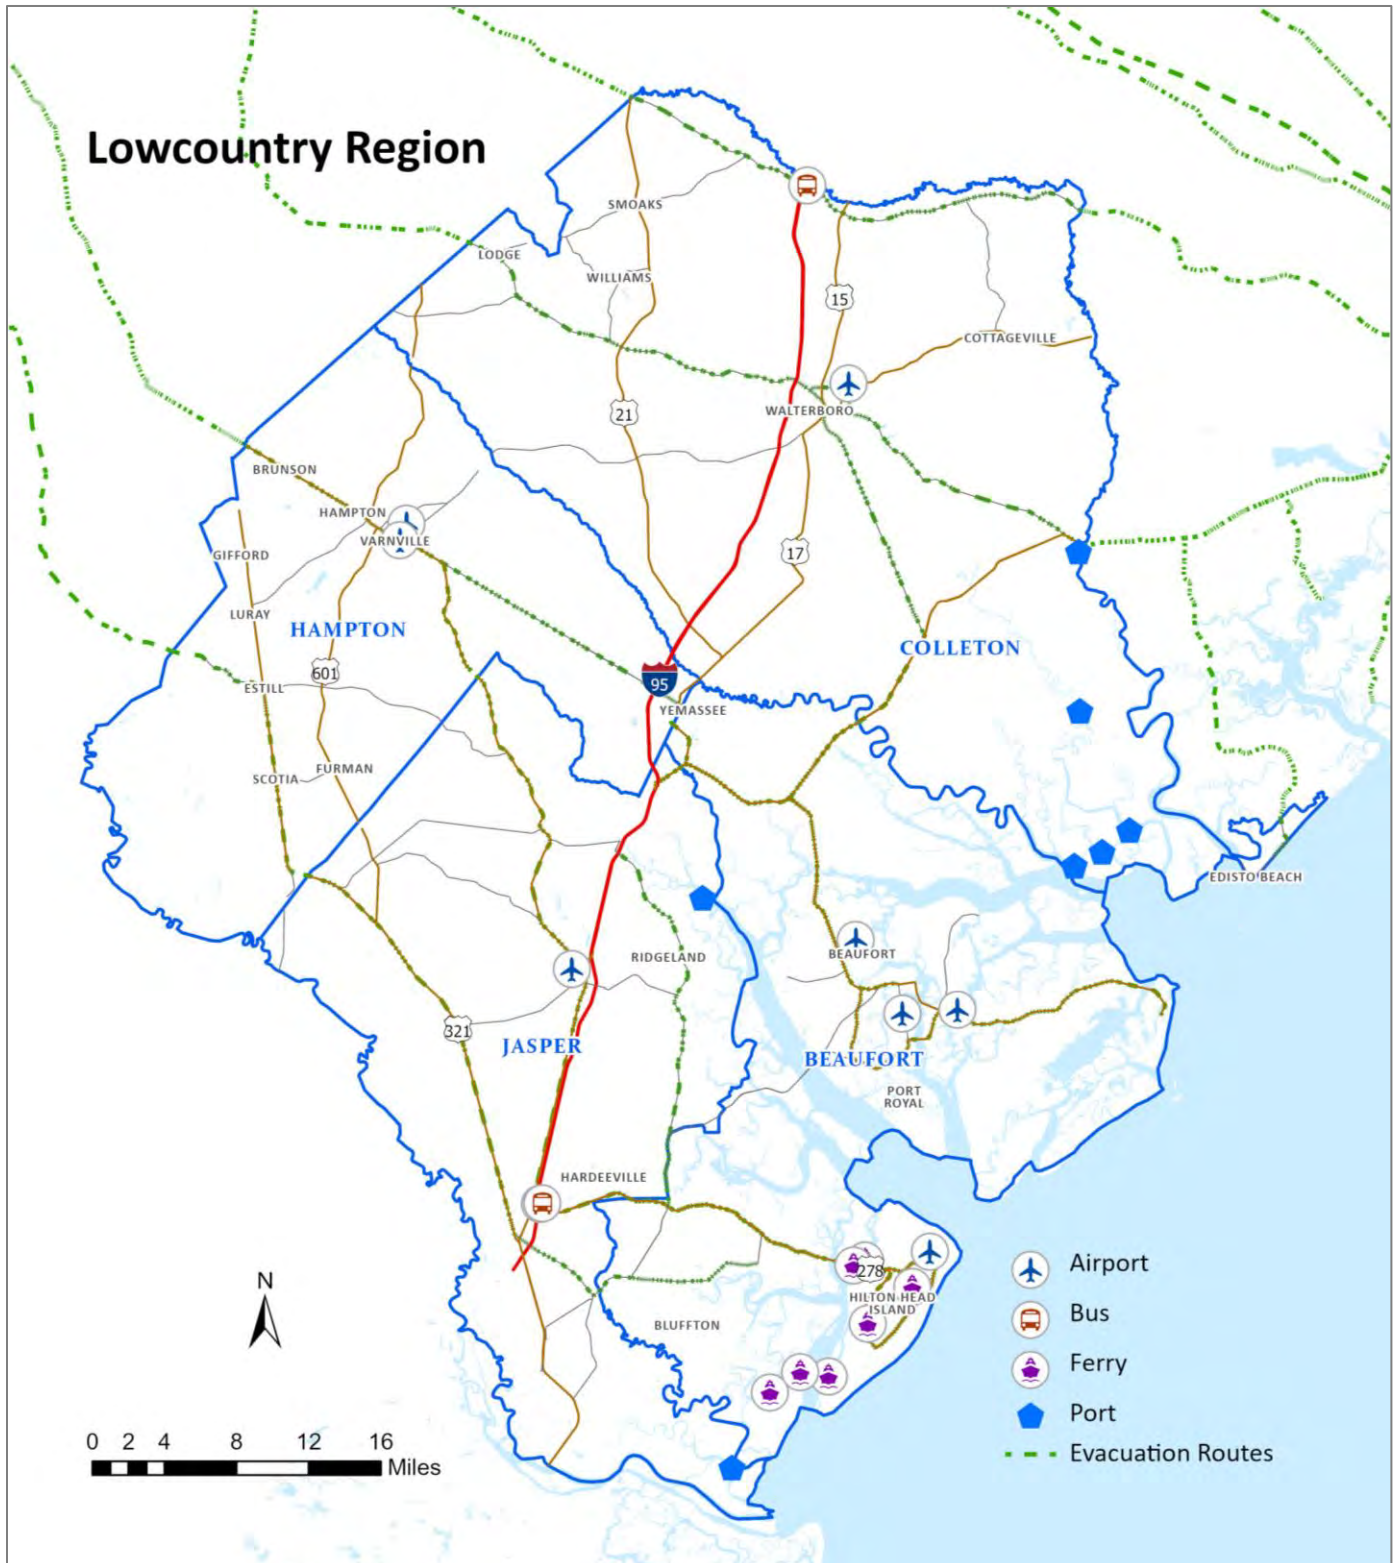 Lowcountry Region
SMOAKS
LODGE
WILLIAMS
15
COTTAGEVILLE
21
WALTERBORO
BRUNSON
HAMPTON
VARNVILLE
GIFFORD
17
LURAY
HAMPTON
COLLETON
601
95
ESTILL
YEMASSEE
SCOTIA
FURMAN
EDISTO BEACH
BEAUFORT
RIDGELAND
321
JASPER
BEAUFORT
PORT
ROYAL
HARDEEVILLE
278
HILTON HEAD
ISLAND
BLUFFTON
N
Airport
Bus
Ferry
Port
Evacuation Routes
0 2 4 8 12 16
Miles